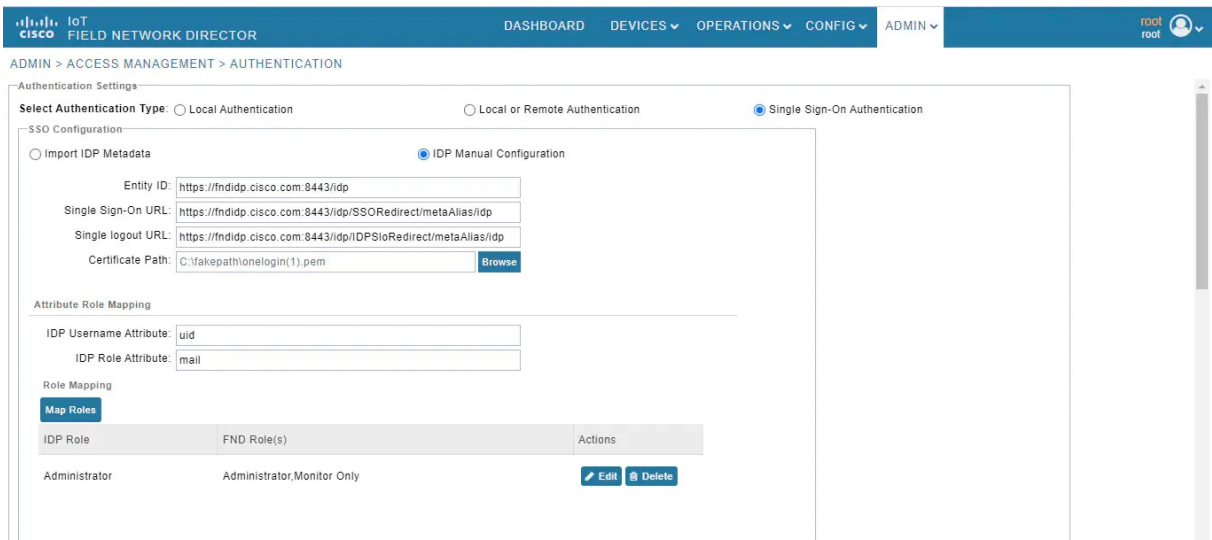 cisco IoT FIELD NETWORK DIRECTOR DASHBOARD DEVICES OPERATIONS CONFIG ADMIN root root
ADMIN > ACCESS MANAGEMENT > AUTHENTICATION
Authentication Settings
Select Authentication Type: Local Authentication Local or Remote Authentication Single Sign-On Authentication
SSO Configuration
Import IDP Metadata IDP Manual Configuration
Entity ID: https://fndidp.cisco.com:8443/idp
Single Sign-On URL: https://fndidp.cisco.com:8443/idp/SSORedirect/metaAlias/idp
Single logout URL: https://fndidp.cisco.com:8443/idp/IDPSloRedirect/metaAlias/idp
Certificate Path: C:\fakepath\onelogin(1).pem Browse
Attribute Role Mapping
IDP Username Attribute: uid
IDP Role Attribute: mail
Role Mapping
Map Roles
IDP Role FND Role(s) Actions
Administrator Administrator,Monitor Only Edit Delete